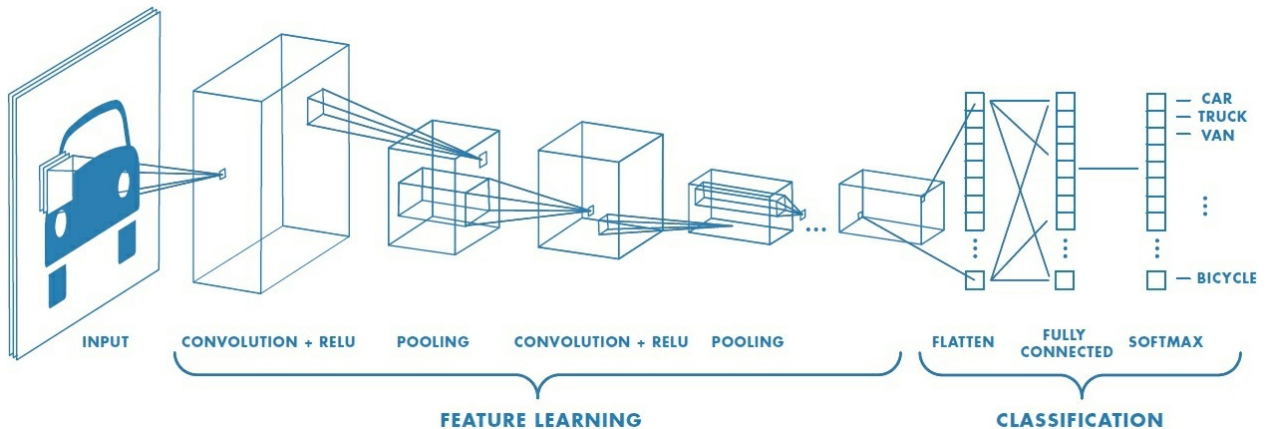 CAR
TRUCK
VAN
BICYCLE
INPUT
CONVOLUTION + RELU
POOLING
CONVOLUTION + RELU
POOLING
FLATTEN
FULLY
CONNECTED
SOFTMAX
FEATURE LEARNING
CLASSIFICATION